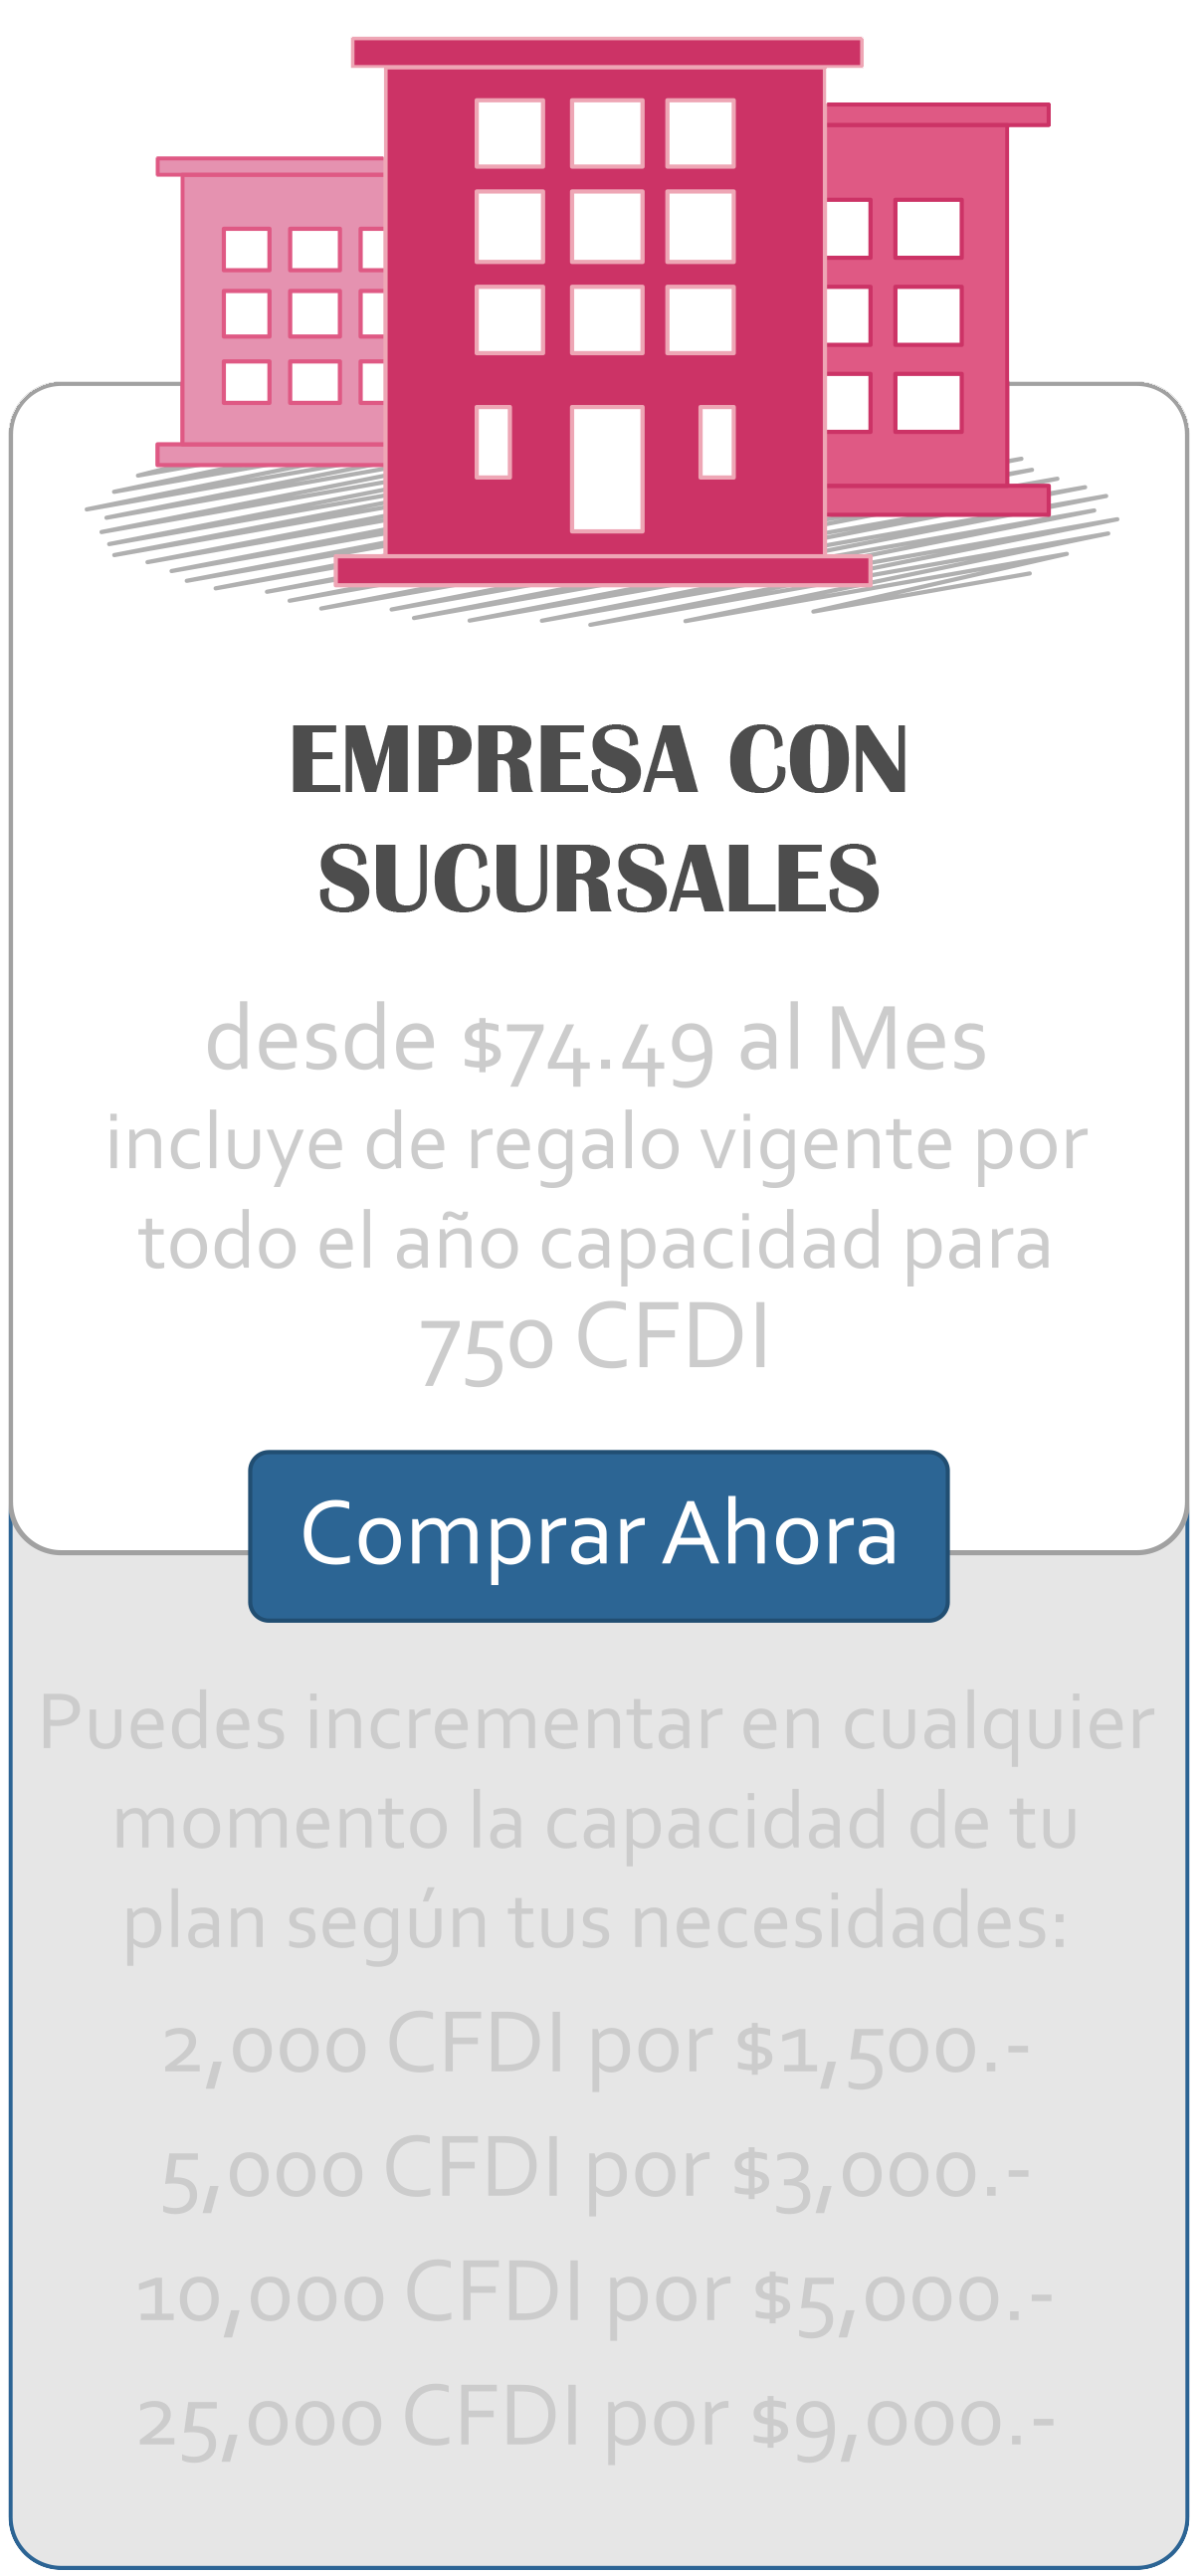 EMPRESA CON
SUCURSALES
desde $74.49 al Mes
incluye de regalo vigente por
todo el año capacidad para
750 CFDI
Comprar Ahora
Puedes incrementar en cualquier
momento la capacidad de tu
plan según tus necesidades:
2,000 CFDI por $1,500.-
5,000 CFDI por $3,000.-
10,000 CFDI por $5,000.-
25,000 CFDI por $9,000.-